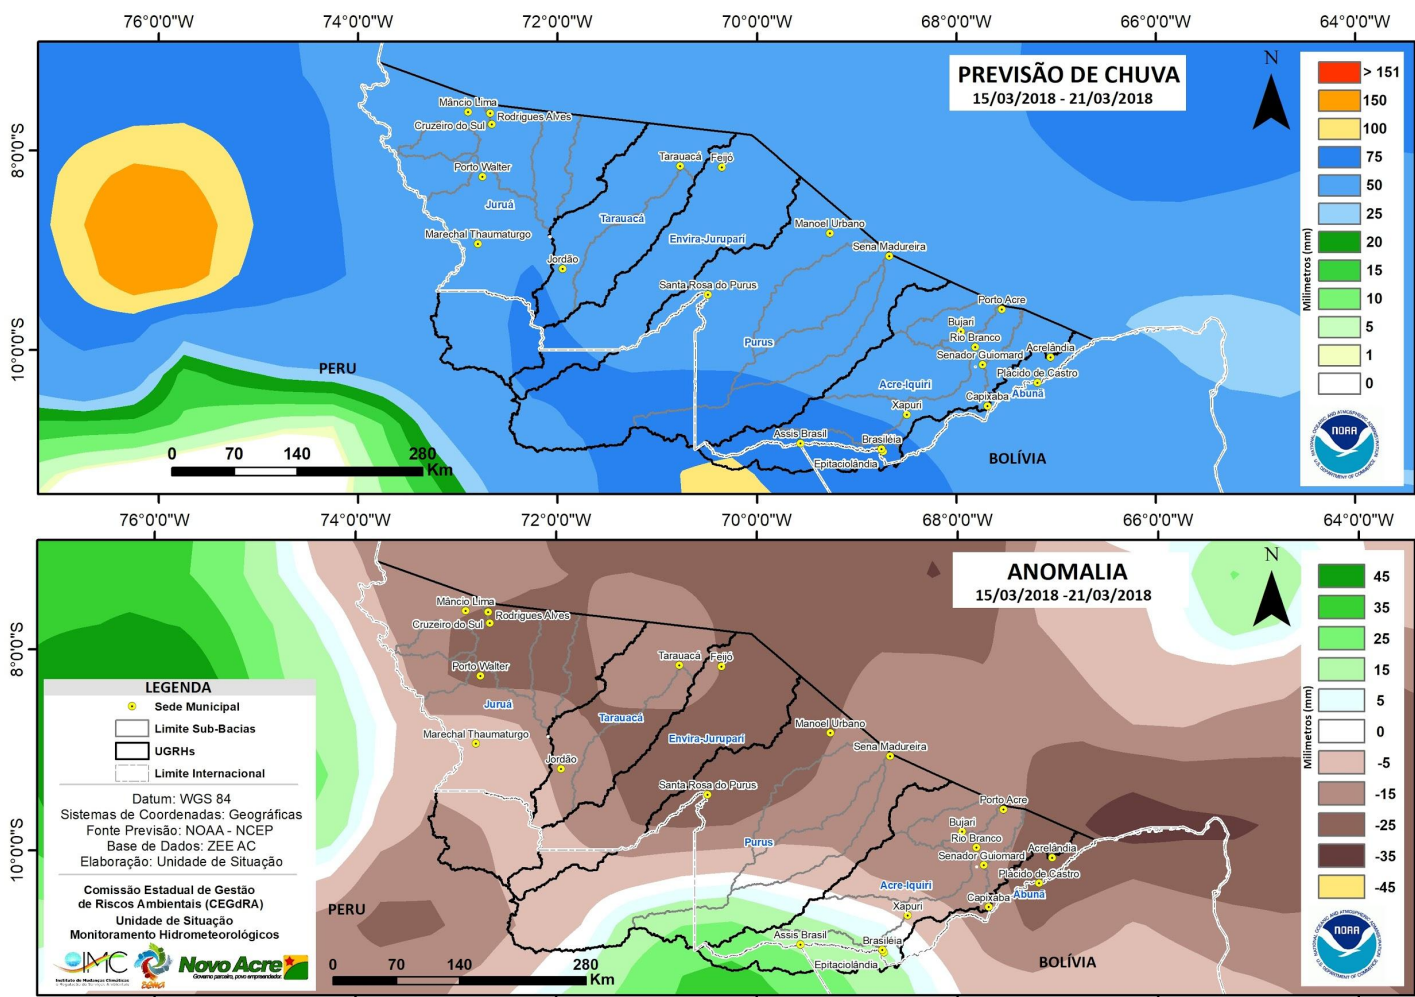 76°0'0"W 74°0'0"W 72°0'0"W 70°0'0"W 68°0'0"W 66°0'0"W 64°0'0"W
PREVISÃO DE CHUVA
15/03/2018 - 21/03/2018
N
> 151
150
100
75
50
25
20
15
10
5
1
0
Milimetros (mm)
NOAA
8°0'0"S
10°0'0"S
Mâncio Lima
Rodrigues Alves
Cruzeiro do Sul
Porto Walter
Juruá
Marechal Thaumaturgo
Jordão
Tarauacá
Feijó
Tarauacá
Envira-Jurupari
Manoel Urbano
Sena Madureira
Santa Rosa do Purus
Purus
Porto Acre
Bujari
Rio Branco
Senador Guiomard
Acrelândia
Plácido de Castro
Acre-Iquiri
Abunã
Capixaba
Xapuri
Assis Brasil
Brasiléia
Epitaciolândia
PERU
BOLÍVIA
0 70 140 280
Km
76°0'0"W 74°0'0"W 72°0'0"W 70°0'0"W 68°0'0"W 66°0'0"W 64°0'0"W
ANOMALIA
15/03/2018 -21/03/2018
N
45
35
25
15
5
0
-5
-15
-25
-35
-45
Milimetros (mm)
NOAA
8°0'0"S
10°0'0"S
Mâncio Lima
Rodrigues Alves
Cruzeiro do Sul
Porto Walter
Juruá
Marechal Thaumaturgo
Jordão
Tarauacá
Feijó
Tarauacá
Envira-Jurupari
Manoel Urbano
Sena Madureira
Santa Rosa do Purus
Purus
Porto Acre
Bujari
Rio Branco
Senador Guiomard
Acrelândia
Plácido de Castro
Acre-Iquiri
Abunã
Capixaba
Xapuri
Assis Brasil
Brasiléia
Epitaciolândia
PERU
BOLÍVIA
0 70 140 280
Km
LEGENDA
Sede Municipal
Limite Sub-Bacias
UGRHs
Limite Internacional
Datum: WGS 84
Sistemas de Coordenadas: Geográficas
Fonte Previsão: NOAA - NCEP
Base de Dados: ZEE AC
Elaboração: Unidade de Situação
Comissão Estadual de Gestão
de Riscos Ambientais (CEGdRA)
Unidade de Situação
Monitoramento Hidrometeorológicos
IMC
sema
Novo Acre
Governo parceiro, povo empreendedor.